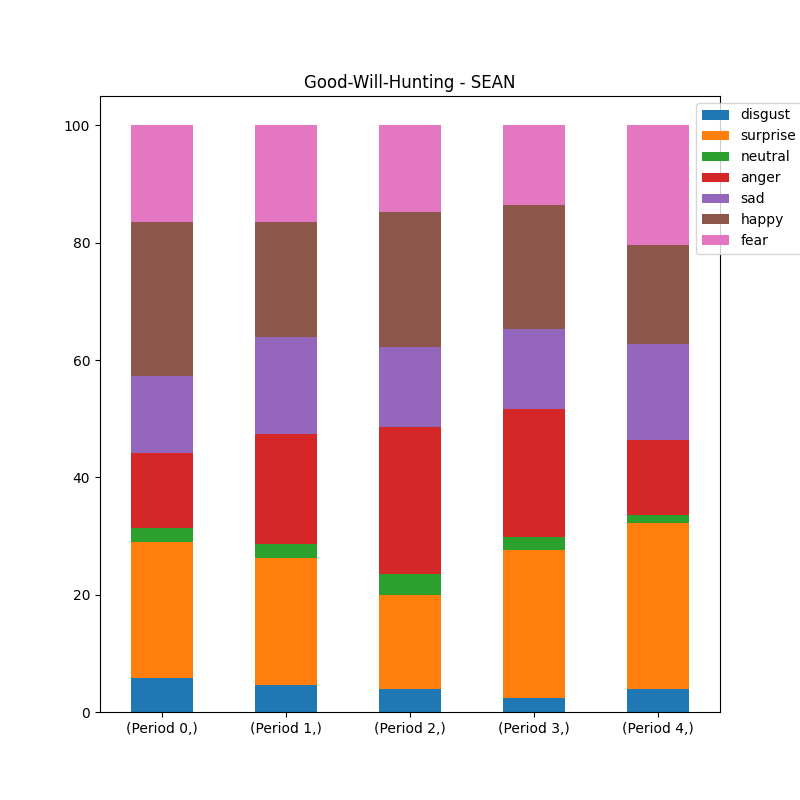 Good-Will-Hunting - SEAN
disgust
surprise
neutral
anger
sad
happy
fear
100
80
60
40
20
0
(Period 0,)
(Period 1,)
(Period 2,)
(Period 3,)
(Period 4,)